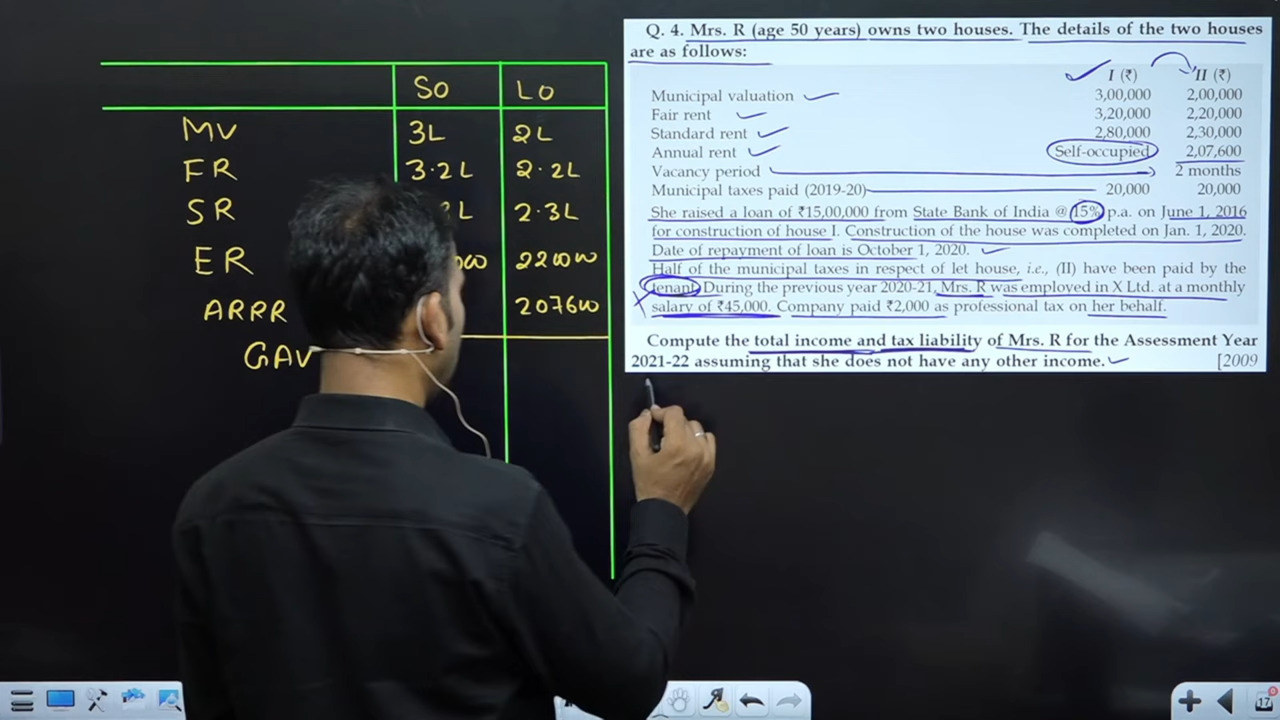 SO LO
MV 3L 2L
FR 3.2L 2.2L
SR L 2.3L
ER 220000
ARRR 207600
GAV
Q. 4. Mrs. R (age 50 years) owns two houses. The details of the two houses
are as follows:
I (₹) II (₹)
Municipal valuation 3,00,000 2,00,000
Fair rent 3,20,000 2,20,000
Standard rent 2,80,000 2,30,000
Annual rent Self-occupied 2,07,600
Vacancy period 2 months
Municipal taxes paid (2019-20) 20,000 20,000
She raised a loan of ₹15,00,000 from State Bank of India @ 15% p.a. on June 1, 2016
for construction of house I. Construction of the house was completed on Jan. 1, 2020.
Date of repayment of loan is October 1, 2020.
Half of the municipal taxes in respect of let house, i.e., (II) have been paid by the
tenant. During the previous year 2020-21, Mrs. R was employed in X Ltd. at a monthly
salary of ₹45,000. Company paid ₹2,000 as professional tax on her behalf.
Compute the total income and tax liability of Mrs. R for the Assessment Year
2021-22 assuming that she does not have any other income. [2009